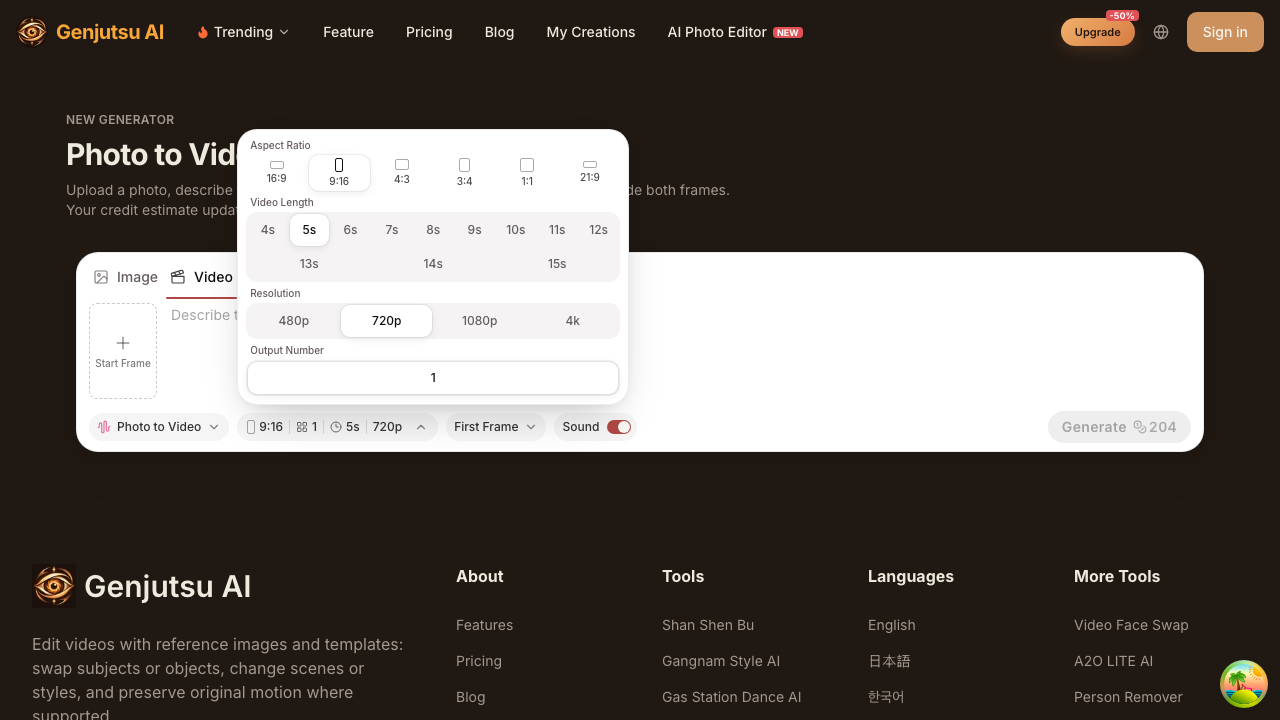 Genjutsu AI
Trending
Feature
Pricing
Blog
My Creations
AI Photo Editor NEW
-50%
Upgrade
Sign in
NEW GENERATOR
Photo to Vid
Upload a photo, describe
de both frames.
Your credit estimate updat
Aspect Ratio
16:9 9:16 4:3 3:4 1:1 21:9
Video Length
4s 5s 6s 7s 8s 9s 10s 11s 12s
13s 14s 15s
Resolution
480p 720p 1080p 4k
Output Number
1
Image Video
Start Frame
Describe t
Photo to Video 9:16 1 5s 720p First Frame Sound
Generate 204
Genjutsu AI
Edit videos with reference images and templates:
swap subjects or objects, change scenes or
styles, and preserve original motion where
supported.
About
Features
Pricing
Blog
Tools
Shan Shen Bu
Gangnam Style AI
Gas Station Dance AI
Languages
English
日本語
한국어
More Tools
Video Face Swap
A2O LITE AI
Person Remover